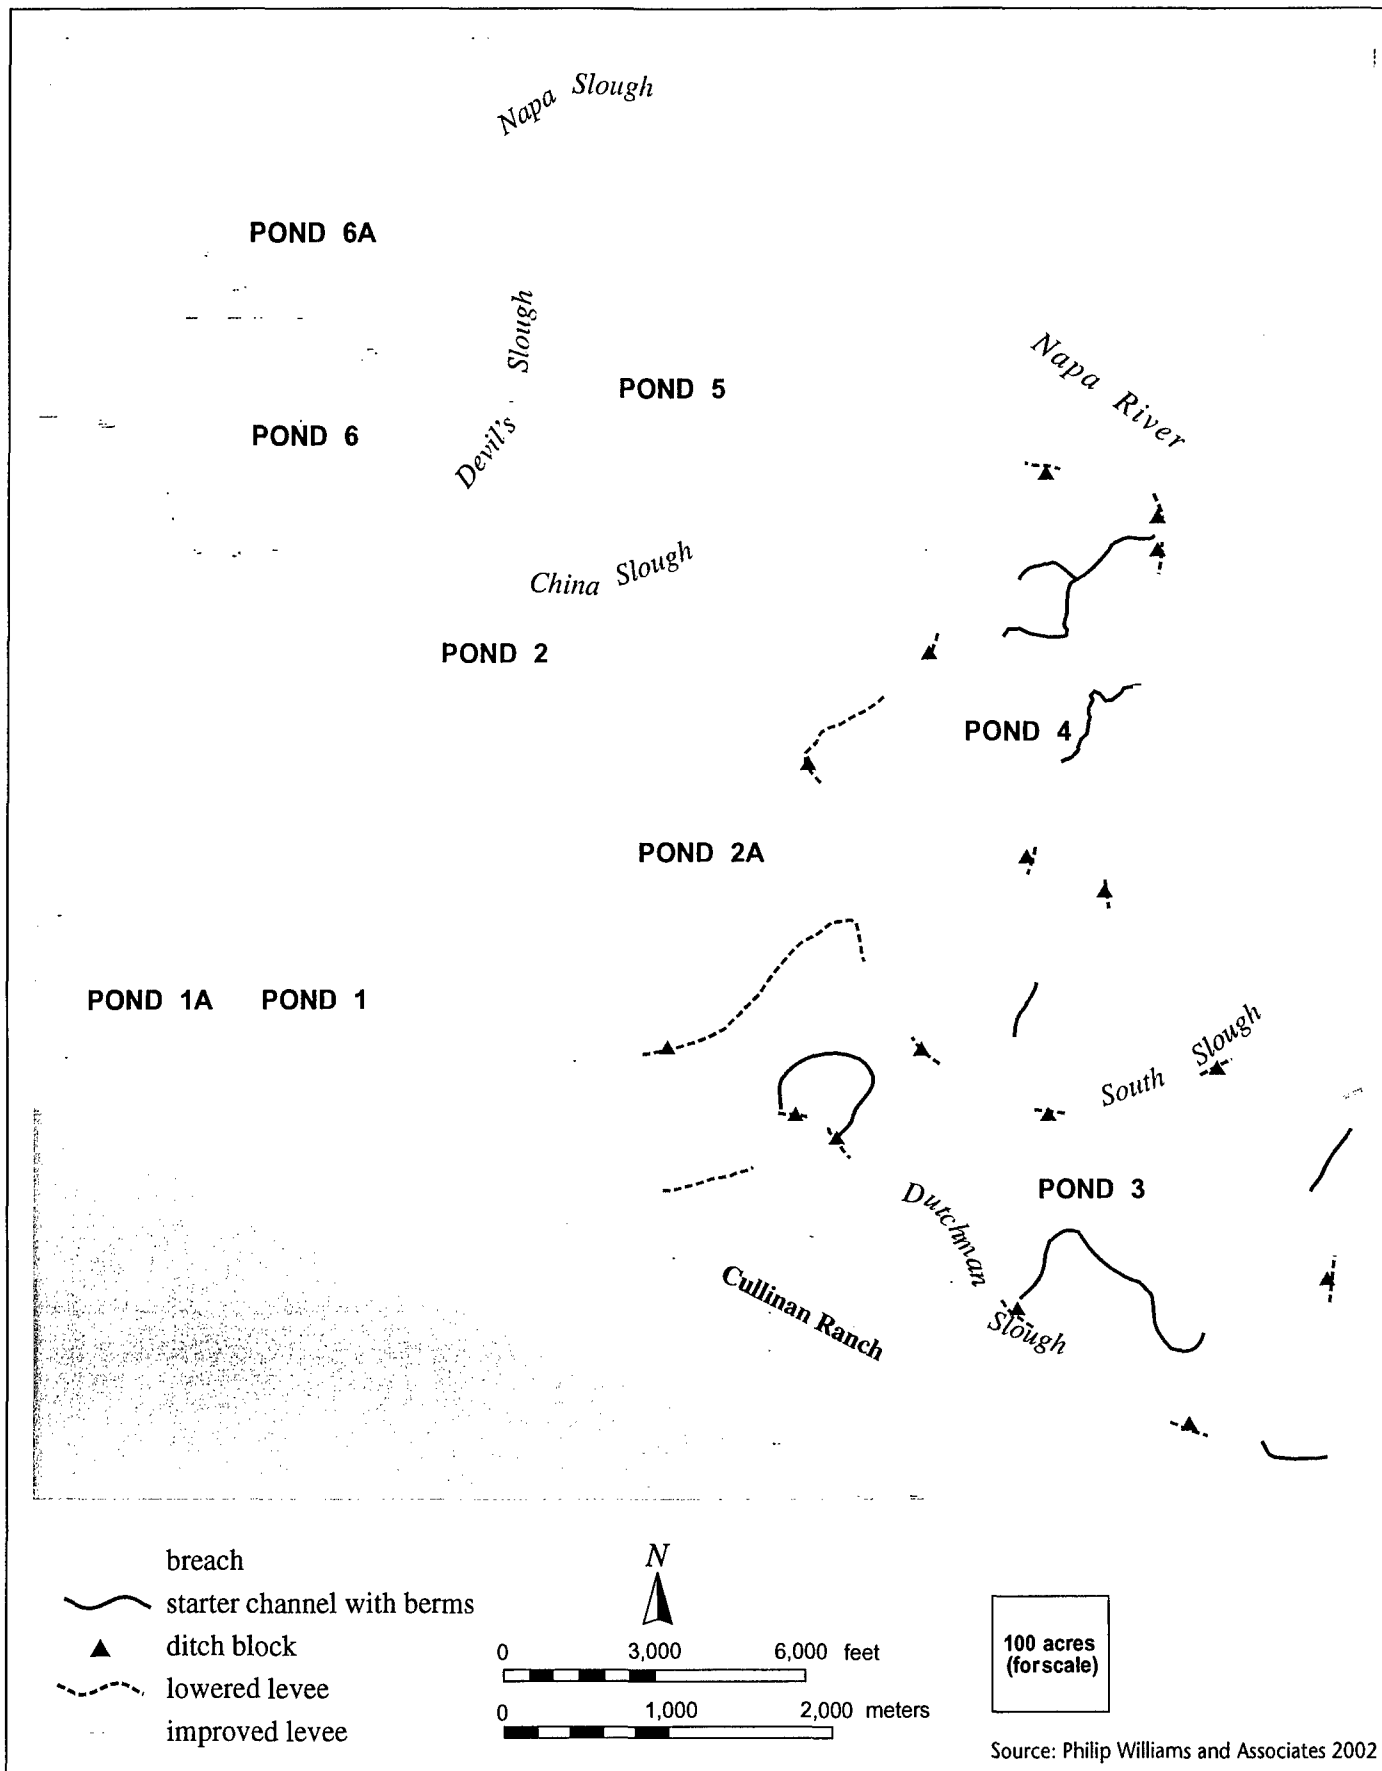 Napa Slough
POND 6A
Devil's Slough
Napa River
POND 5
POND 6
China Slough
POND 2
POND 4
POND 2A
POND 1A
POND 1
South Slough
POND 3
Dutchman Slough
Cullinan Ranch
breach
starter channel with berms
ditch block
lowered levee
improved levee
N
0 3,000 6,000 feet
0 1,000 2,000 meters
100 acres
(for scale)
Source: Philip Williams and Associates 2002